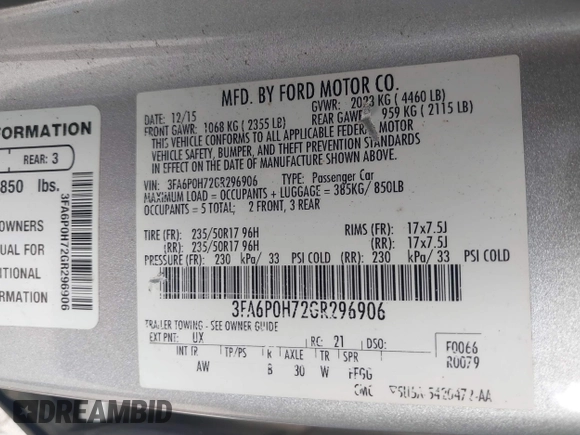 FORMATION
REAR: 3
850 lbs.
OWNERS
UAL FOR
DITIONAL
FORMATION
3FA6P0H72GR296906
MFD. BY FORD MOTOR CO.
DATE: 12/15 GVWR: 2023 KG ( 4460 LB)
FRONT GAWR: 1068 KG ( 2355 LB) REAR GAWR: 959 KG ( 2115 LB)
THIS VEHICLE CONFORMS TO ALL APPLICABLE FEDERAL MOTOR
VEHICLE SAFETY, BUMPER, AND THEFT PREVENTION STANDARDS
IN EFFECT ON THE DATE OF MANUFACTURE SHOWN ABOVE.
VIN: 3FA6P0H72GR296906 TYPE: Passenger Car
MAXIMUM LOAD = OCCUPANTS + LUGGAGE = 385KG/ 850LB
OCCUPANTS = 5 TOTAL; 2 FRONT, 3 REAR
TIRE (FR): 235/50R17 96H RIMS (FR): 17x7.5J
(RR): 235/50R17 96H (RR): 17x7.5J
PRESSURE (FR): 230 kPa/ 33 PSI COLD (RR): 230 kPa/ 33 PSI COLD
3FA6P0H72GR296906
TRAILER TOWING - SEE OWNER GUIDE
EXT PNT: UX RC: 21 DSO: F0066
R0079
INT TR TP/PS R AXLE TR SPR
AW B 30 W FFGG
DREAMBID